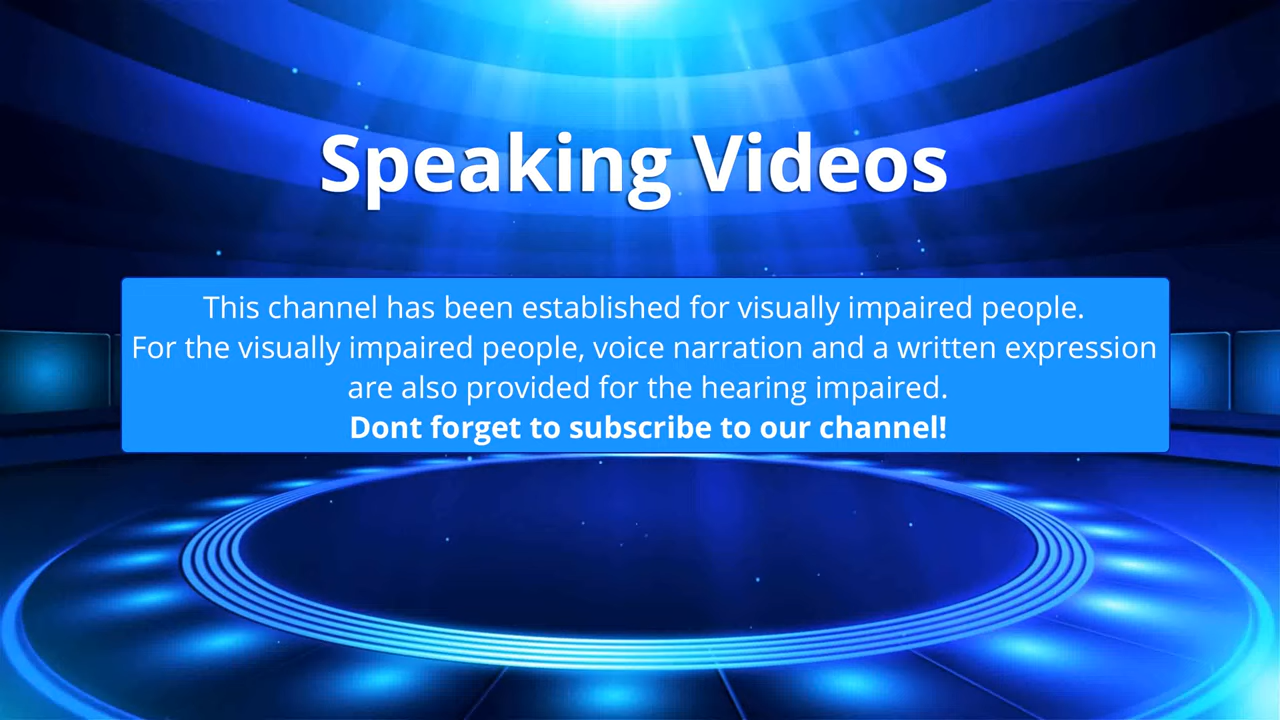 Speaking Videos
This channel has been established for visually impaired people.
For the visually impaired people, voice narration and a written expression
are also provided for the hearing impaired.
Dont forget to subscribe to our channel!